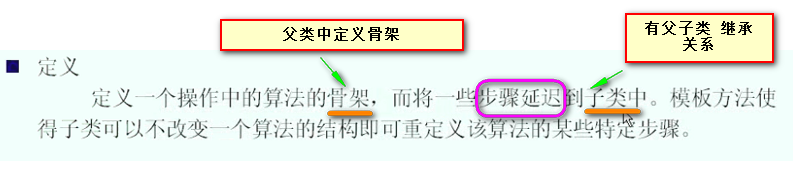 父类中定义骨架
有父子类 继承
关系
定义
定义一个操作中的算法的骨架，而将一些步骤延迟到子类中。模板方法使
得子类可以不改变一个算法的结构即可重定义该算法的某些特定步骤。